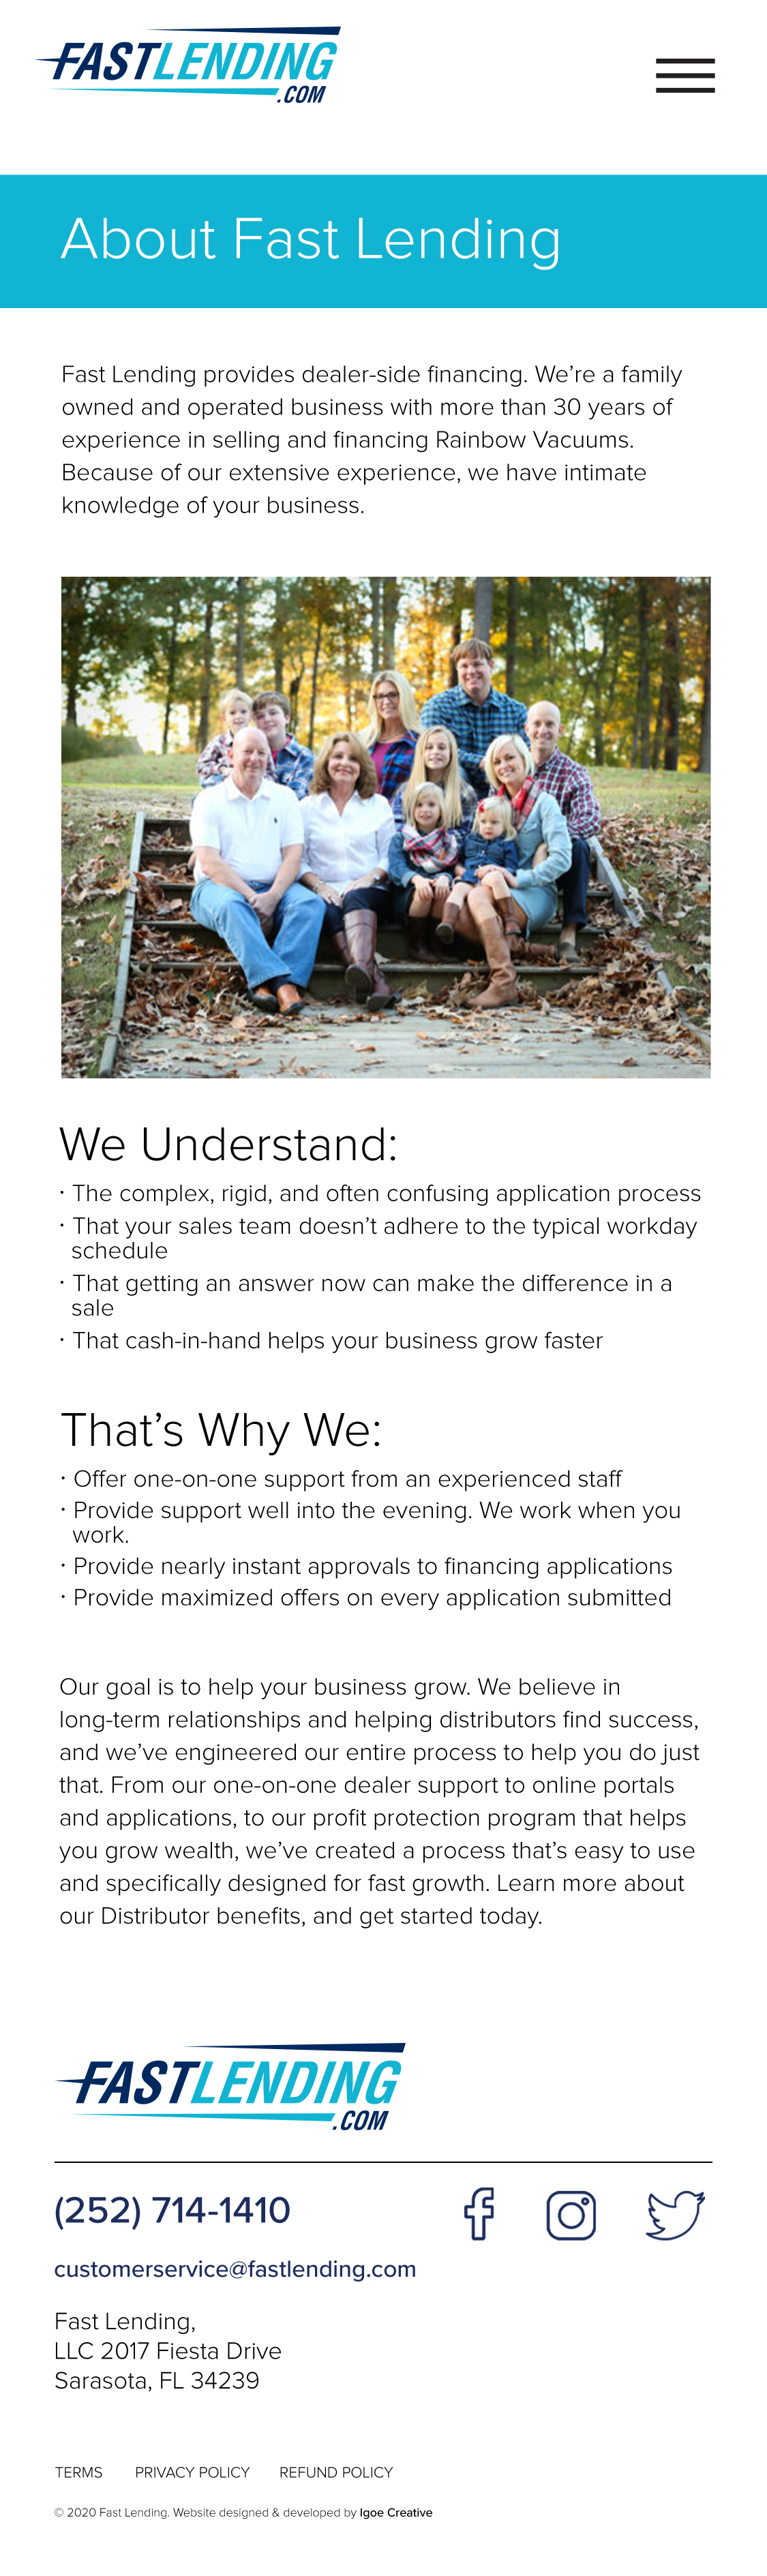 FASTLENDING
.COM
About Fast Lending
Fast Lending provides dealer-side financing. We’re a family
owned and operated business with more than 30 years of
experience in selling and financing Rainbow Vacuums.
Because of our extensive experience, we have intimate
knowledge of your business.
We Understand:
· The complex, rigid, and often confusing application process
· That your sales team doesn’t adhere to the typical workday
schedule
· That getting an answer now can make the difference in a
sale
· That cash-in-hand helps your business grow faster
That’s Why We:
· Offer one-on-one support from an experienced staff
· Provide support well into the evening. We work when you
work.
· Provide nearly instant approvals to financing applications
· Provide maximized offers on every application submitted
Our goal is to help your business grow. We believe in
long-term relationships and helping distributors find success,
and we’ve engineered our entire process to help you do just
that. From our one-on-one dealer support to online portals
and applications, to our profit protection program that helps
you grow wealth, we’ve created a process that’s easy to use
and specifically designed for fast growth. Learn more about
our Distributor benefits, and get started today.
FASTLENDING
.COM
(252) 714-1410
customerservice@fastlending.com
Fast Lending,
LLC 2017 Fiesta Drive
Sarasota, FL 34239
TERMS PRIVACY POLICY REFUND POLICY
© 2020 Fast Lending. Website designed & developed by Igoe Creative